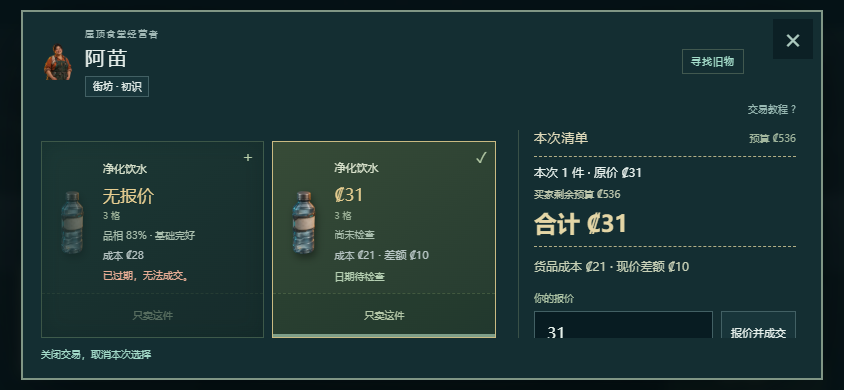 屋顶食堂经营者
阿苗
街坊 · 初识
寻找旧物
交易教程 ?
净化饮水
无报价
3 格
品相 83% · 基础完好
成本 ₡28
已过期，无法成交。
只卖这件
净化饮水
₡31
3 格
尚未检查
成本 ₡21 · 差额 ₡10
日期待检查
只卖这件
本次清单
预算 ₡536
本次 1 件 · 原价 ₡31
买家剩余预算 ₡536
合计 ₡31
货品成本 ₡21 · 现价差额 ₡10
你的报价
31
报价并成交
关闭交易，取消本次选择